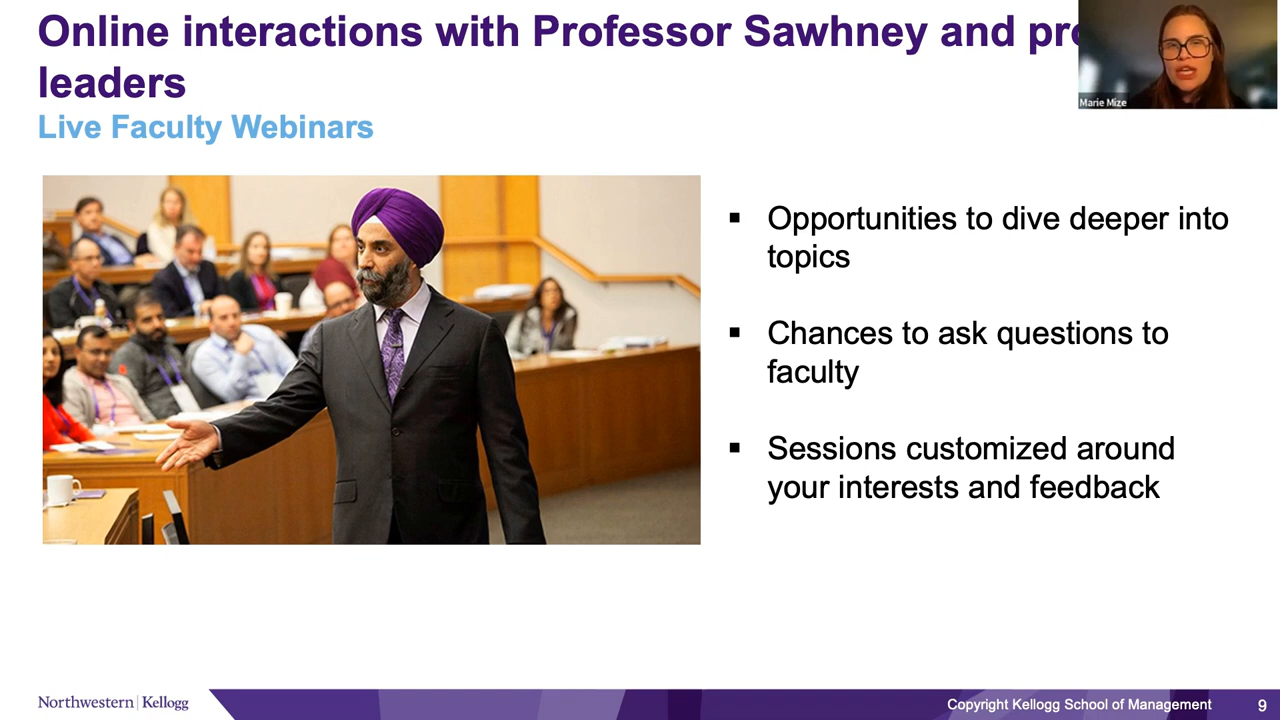 Online interactions with Professor Sawhney and
leaders
Live Faculty Webinars
Marie Mize
▪ Opportunities to dive deeper into
topics
▪ Chances to ask questions to
faculty
▪ Sessions customized around
your interests and feedback
Northwestern | Kellogg
Copyright Kellogg School of Management
9